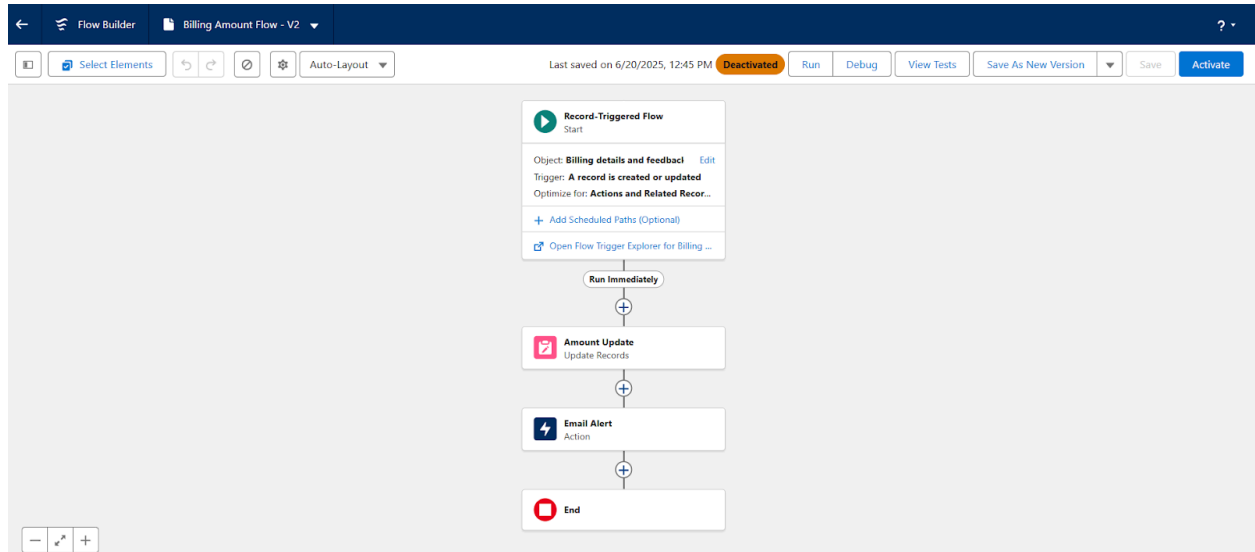 Flow Builder
Billing Amount Flow - V2
?
Select Elements
Auto-Layout
Last saved on 6/20/2025, 12:45 PM
Deactivated
Run
Debug
View Tests
Save As New Version
Save
Activate
Record-Triggered Flow
Start
Object: Billing details and feedback Edit
Trigger: A record is created or updated
Optimize for: Actions and Related Recor...
+ Add Scheduled Paths (Optional)
Open Flow Trigger Explorer for Billing ...
Run Immediately
Amount Update
Update Records
Email Alert
Action
End